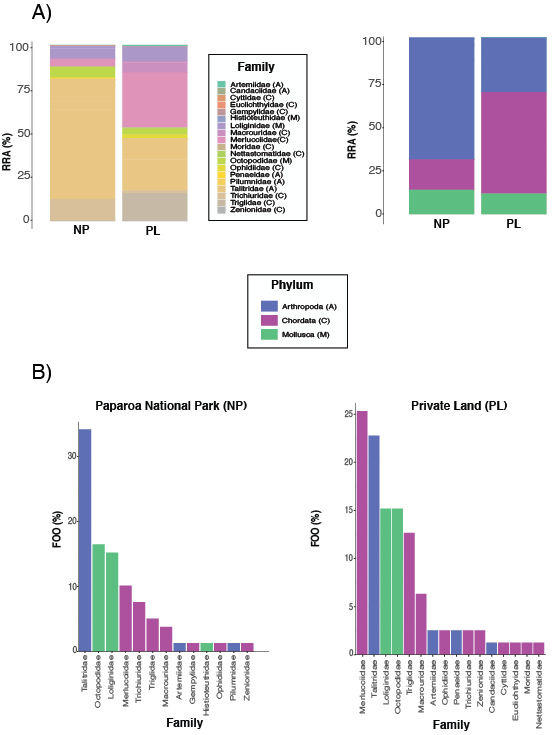 A)
RRA (%)
100
75
50
25
0
NP
PL
Family
Artemiidae (A)
Candaciidae (A)
Cyttidae (C)
Euclichthyidae (C)
Gempylidae (C)
Histioteuthidae (M)
Loliginidae (M)
Macrouridae (C)
Merlucciidae(C)
Moridae (C)
Nettastomatidae (C)
Octopodidae (M)
Ophidiidae (C)
Penaeidae (A)
Pilumnidae (A)
Talitridae (A)
Trichiuridae (C)
Triglidae (C)
Zenionidae (C)
RRA (%)
100
75
50
25
0
NP
PL
Phylum
Arthropoda (A)
Chordata (C)
Mollusca (M)
B)
Paparoa National Park (NP)
FOO (%)
30
20
10
0
Talitridae
Octopodidae
Loliginidae
Merlucciidae
Trichiuridae
Triglidae
Macrouridae
Artemiidae
Gempylidae
Histioteuthidae
Ophidiidae
Pilumnidae
Zenionidae
Family
Private Land (PL)
FOO (%)
25
20
15
10
5
0
Merlucciidae
Talitridae
Loliginidae
Octopodidae
Triglidae
Macrouridae
Artemiidae
Ophidiidae
Penaeidae
Trichiuridae
Zenionidae
Candaciidae
Cyttidae
Euclichthyidae
Moridae
Nettastomatidae
Family